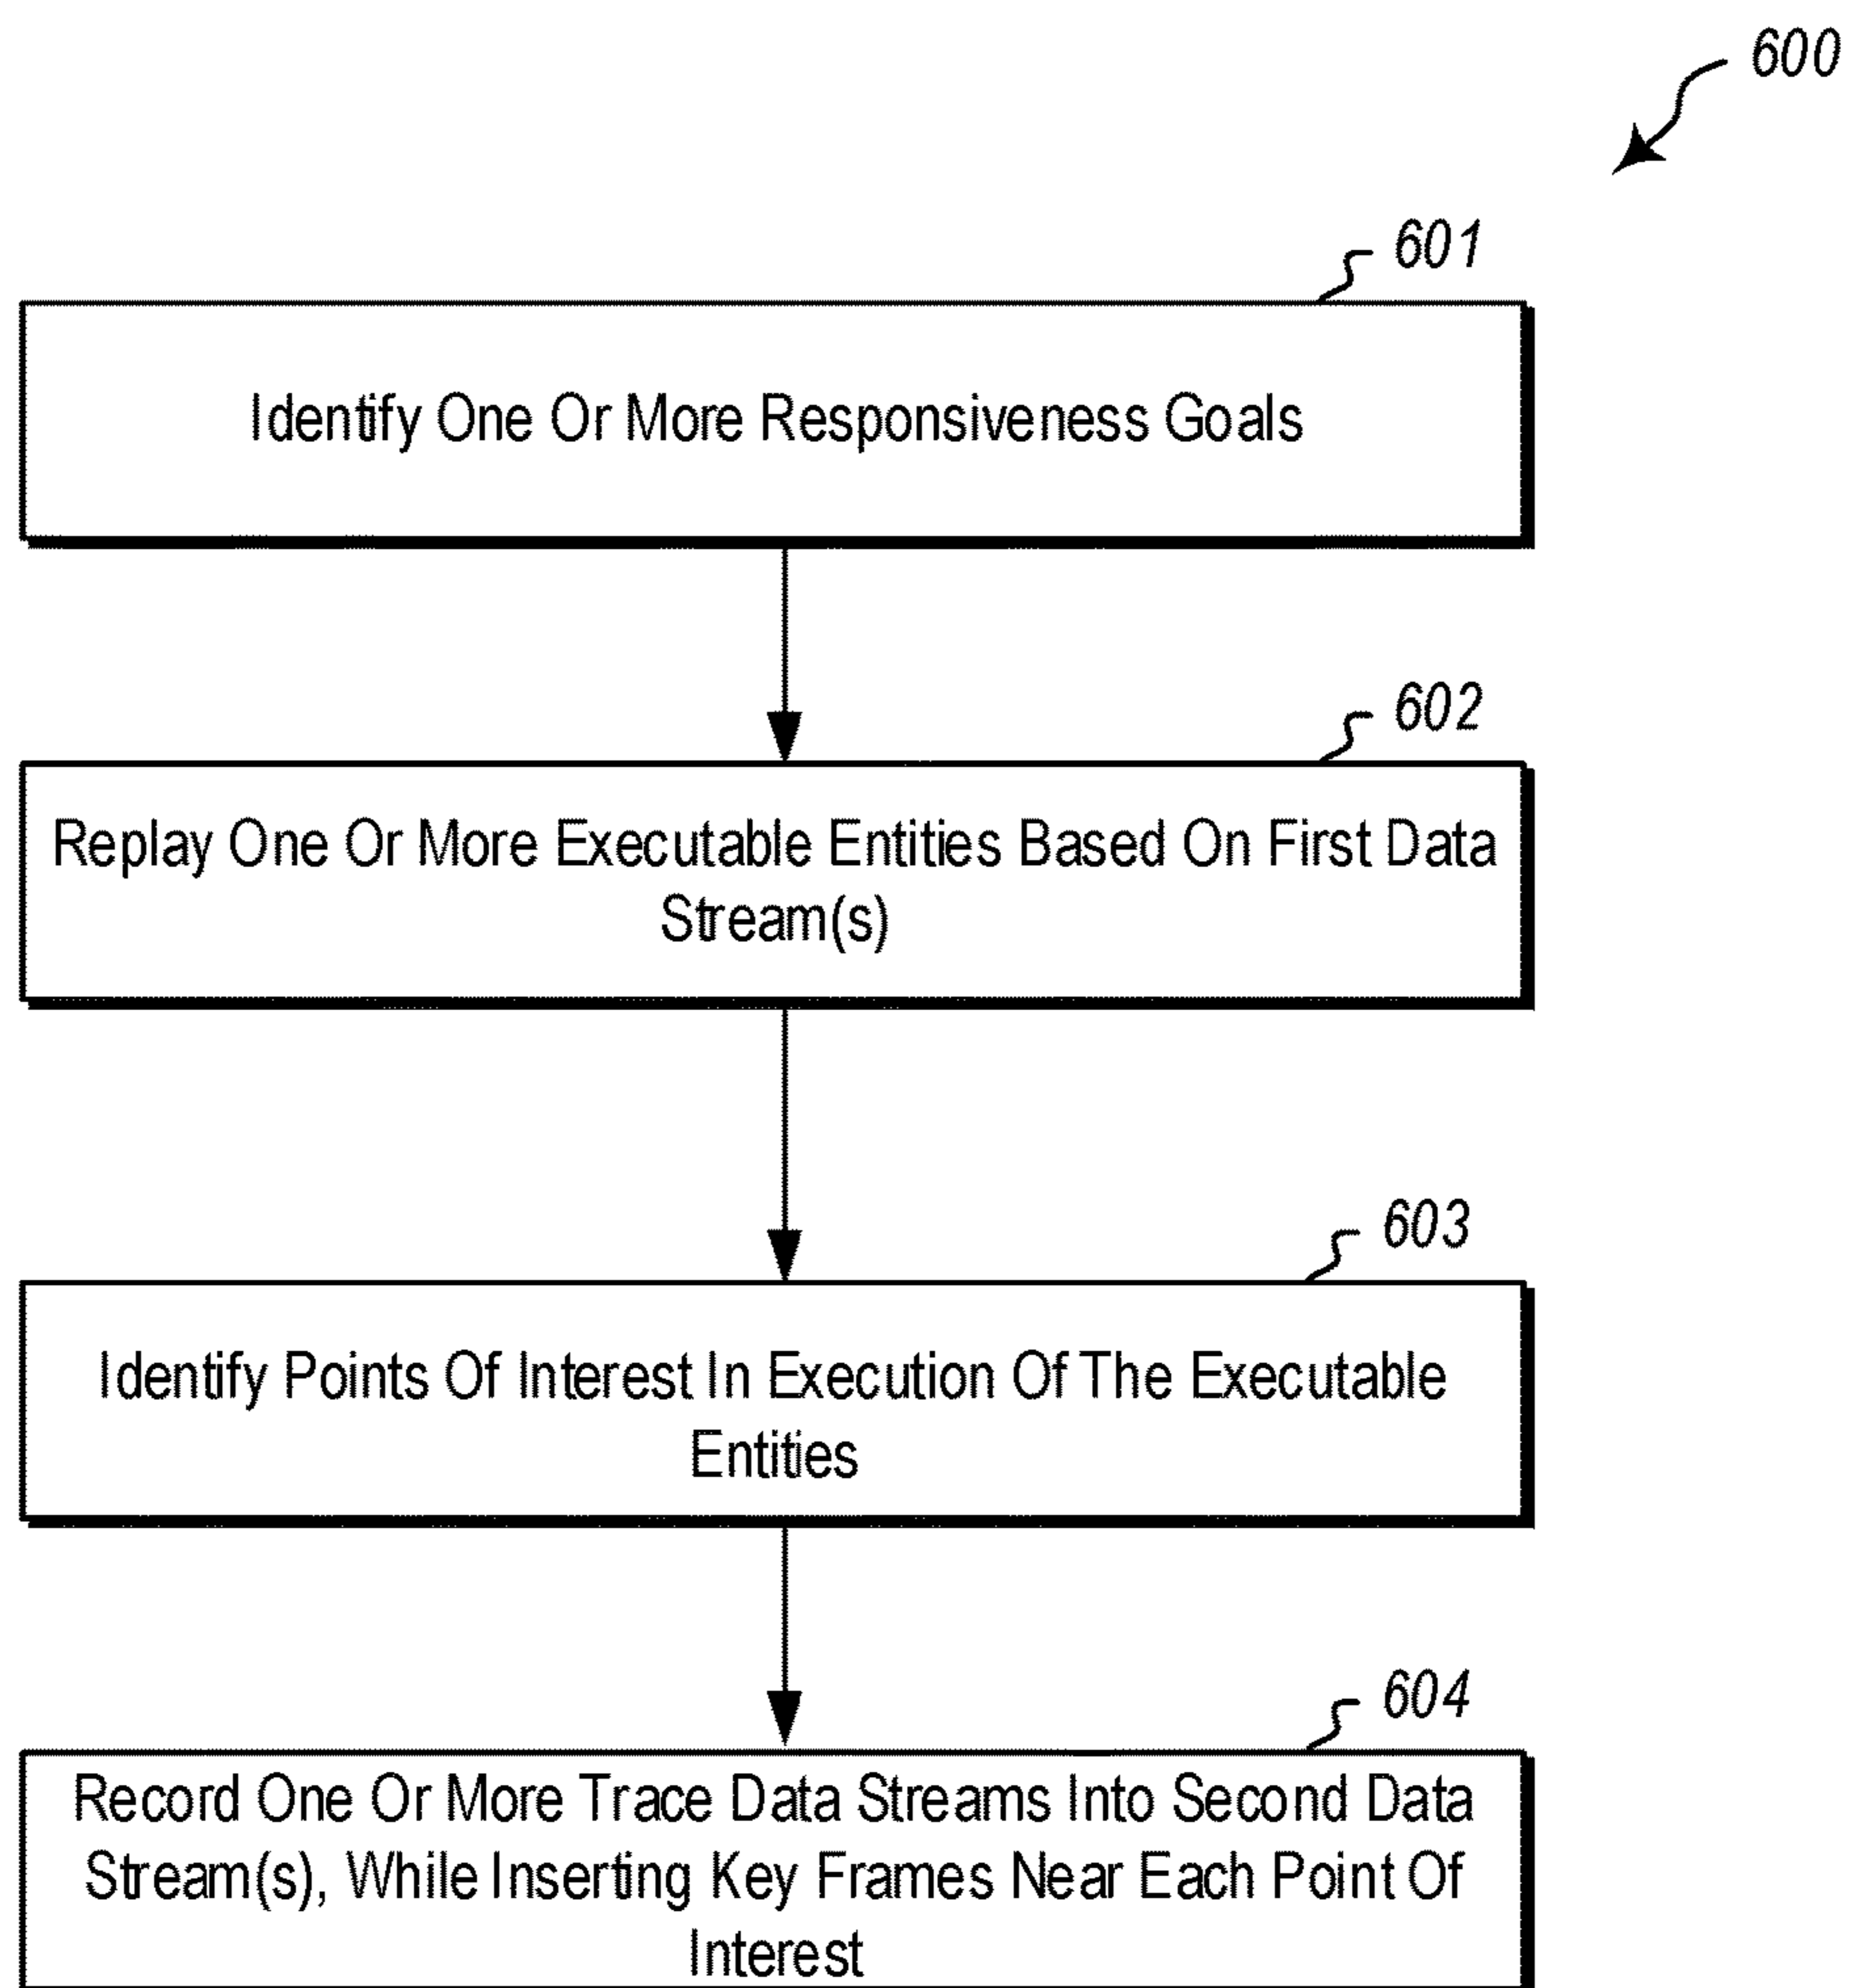 600
601
Identify One Or More Responsiveness Goals
602
Replay One Or More Executable Entities Based On First Data
Stream(s)
603
Identify Points Of Interest In Execution Of The Executable
Entities
604
Record One Or More Trace Data Streams Into Second Data
Stream(s), While Inserting Key Frames Near Each Point Of
Interest